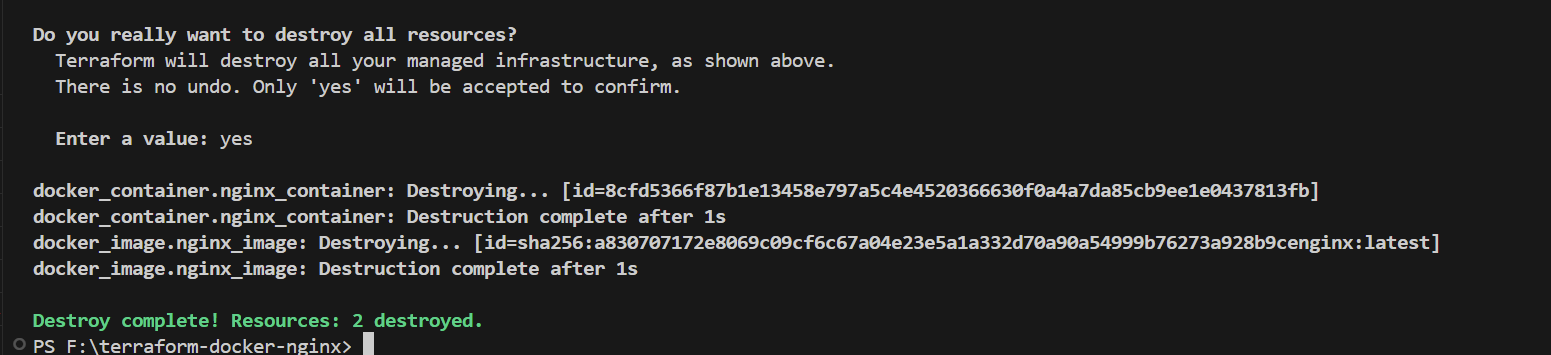 Do you really want to destroy all resources?
Terraform will destroy all your managed infrastructure, as shown above.
There is no undo. Only 'yes' will be accepted to confirm.
Enter a value: yes
docker_container.nginx_container: Destroying... [id=8cfd5366f87b1e13458e797a5c4e4520366630f0a4a7da85cb9ee1e0437813fb]
docker_container.nginx_container: Destruction complete after 1s
docker_image.nginx_image: Destroying... [id=sha256:a830707172e8069c09cf6c67a04e23e5a1a332d70a90a54999b76273a928b9cenginx:latest]
docker_image.nginx_image: Destruction complete after 1s
Destroy complete! Resources: 2 destroyed.
PS F:\terraform-docker-nginx>